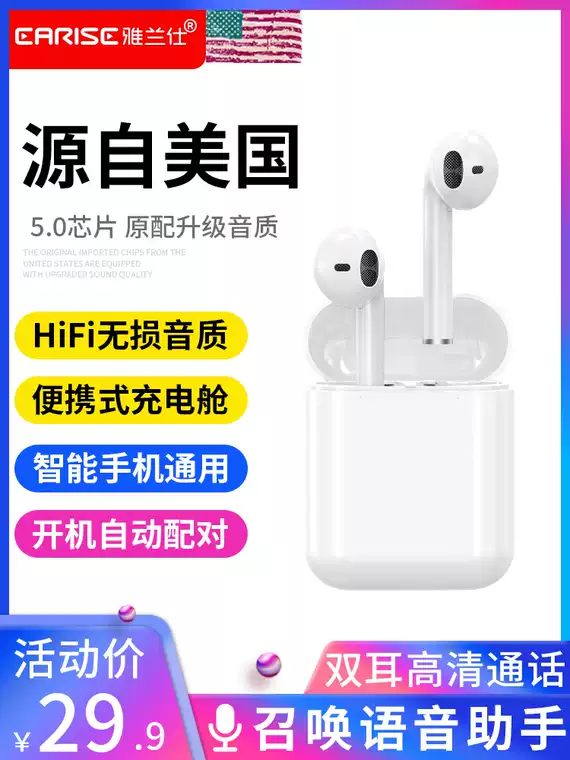 EARISE雅兰仕®
源自美国
5.0芯片 原配升级音质
THE ORIGINAL IMPORTED CHIPS FROM THE
UNITED STATES ARE EQUIPPED
WITH UPGRADED SOUND QUALITY
HiFi无损音质
便携式充电舱
智能手机通用
开机自动配对
活动价
¥29.9
双耳高清通话
召唤语音助手